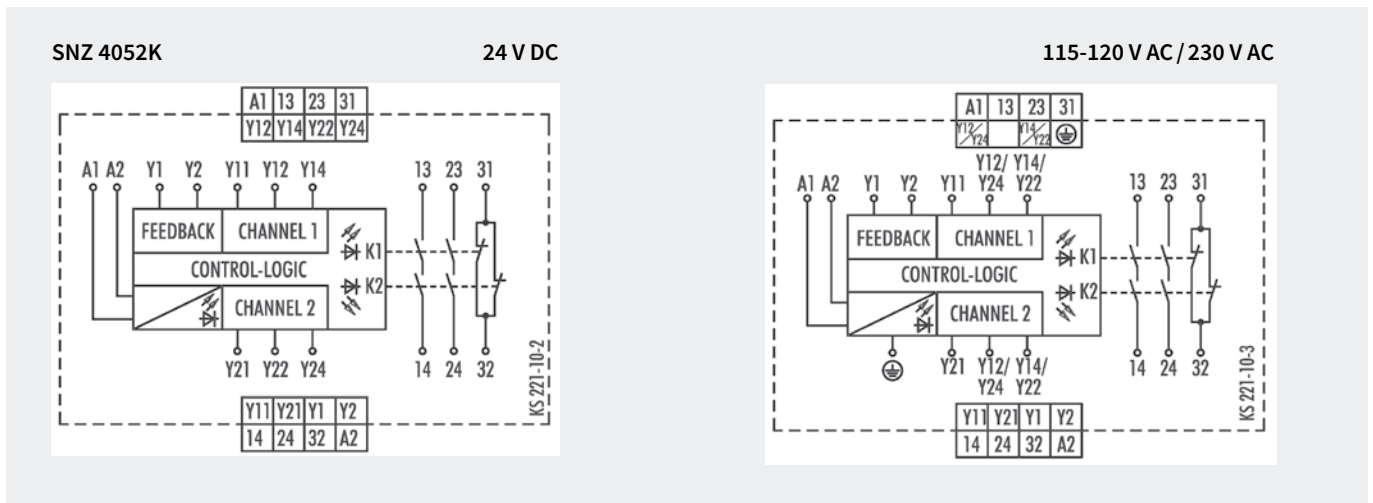 SNZ 4052K
24 V DC
A1 13 23 31
Y12 Y14 Y22 Y24
A1 A2 Y1 Y2 Y11 Y12 Y14 13 23 31
FEEDBACK CHANNEL 1
K1
CONTROL-LOGIC
K2
CHANNEL 2
Y21 Y22 Y24 14 24 32
KS 221-10-2
Y11 Y21 Y1 Y2
14 24 32 A2
115-120 V AC / 230 V AC
A1 13 23 31
Y12/Y24 Y14/Y22
Y12/ Y14/
A1 A2 Y1 Y2 Y11 Y24 Y22 13 23 31
FEEDBACK CHANNEL 1
K1
CONTROL-LOGIC
K2
CHANNEL 2
Y21 Y12/ Y14/ 14 24 32
Y24 Y22
KS 221-10-3
Y11 Y21 Y1 Y2
14 24 32 A2